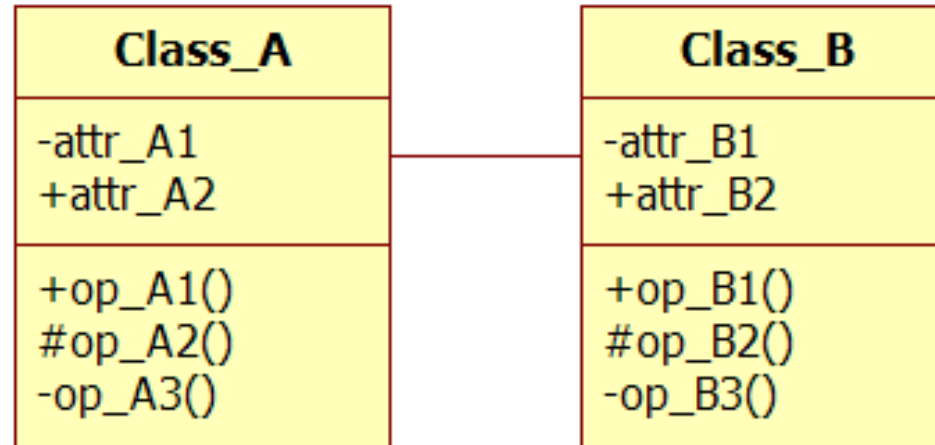 Class_A
-attr_A1
+attr_A2
+op_A1()
#op_A2()
-op_A3()
Class_B
-attr_B1
+attr_B2
+op_B1()
#op_B2()
-op_B3()